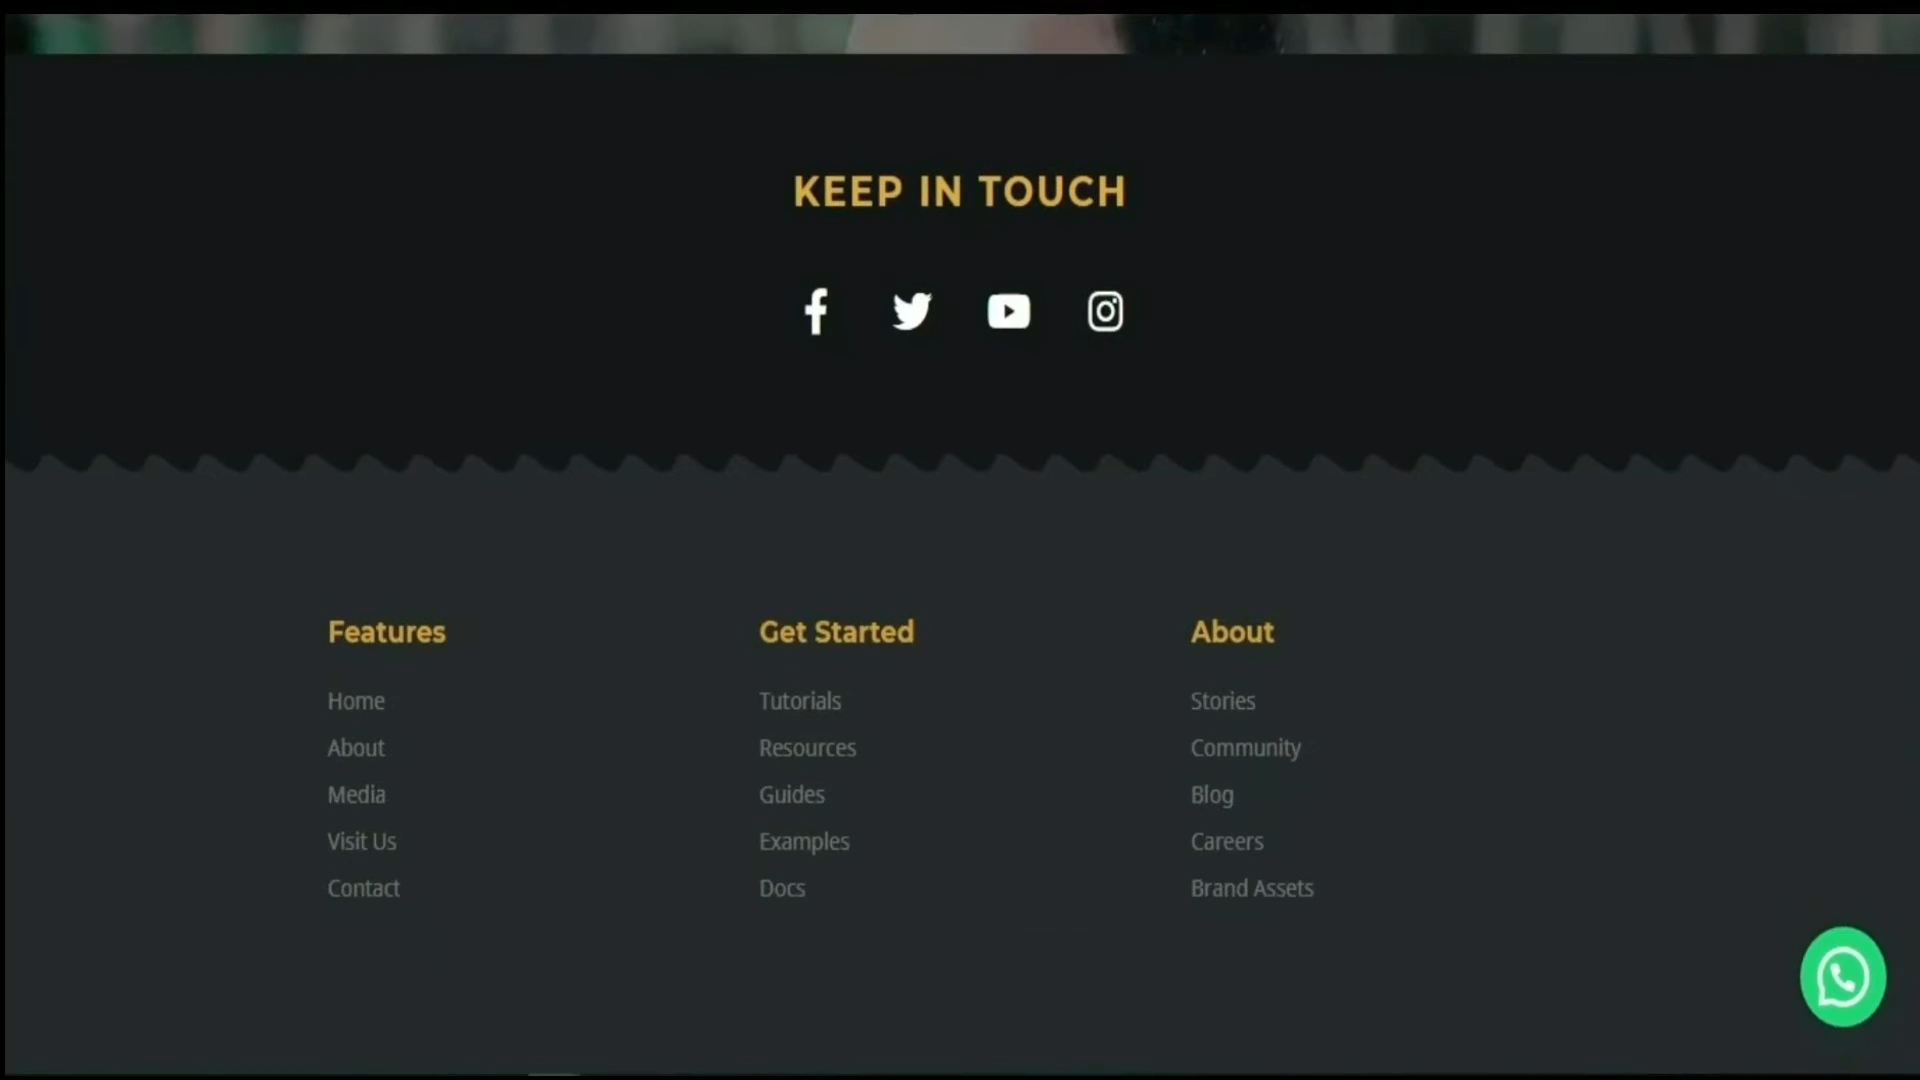 KEEP IN TOUCH
Features
Home
About
Media
Visit Us
Contact
Get Started
Tutorials
Resources
Guides
Examples
Docs
About
Stories
Community
Blog
Careers
Brand Assets